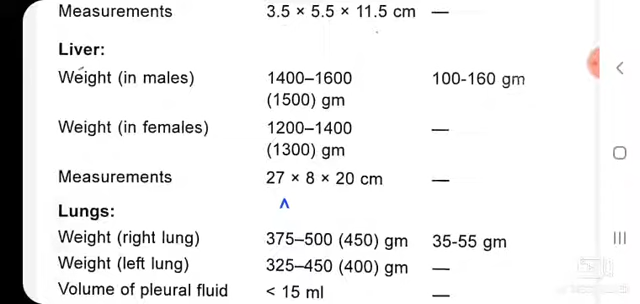 Measurements 3.5 × 5.5 × 11.5 cm —
Liver:
Weight (in males) 1400–1600 100-160 gm
(1500) gm
Weight (in females) 1200–1400 —
(1300) gm
Measurements 27 × 8 × 20 cm —
^
Lungs:
Weight (right lung) 375–500 (450) gm 35-55 gm
Weight (left lung) 325–450 (400) gm —
Volume of pleural fluid < 15 ml —